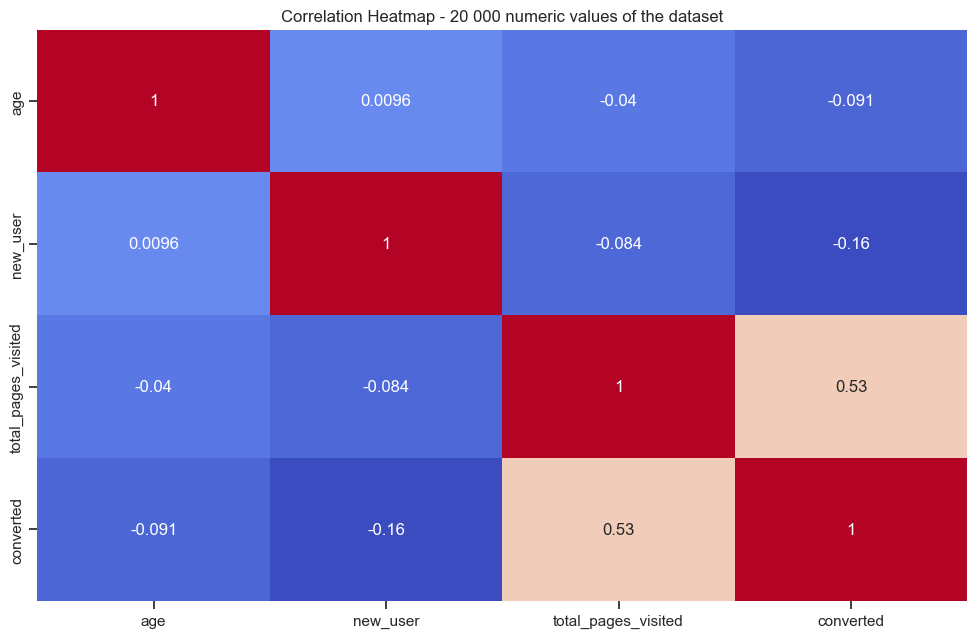 Correlation Heatmap - 20 000 numeric values of the dataset
age
1
0.0096
-0.04
-0.091
new_user
0.0096
1
-0.084
-0.16
total_pages_visited
-0.04
-0.084
1
0.53
converted
-0.091
-0.16
0.53
1
age
new_user
total_pages_visited
converted